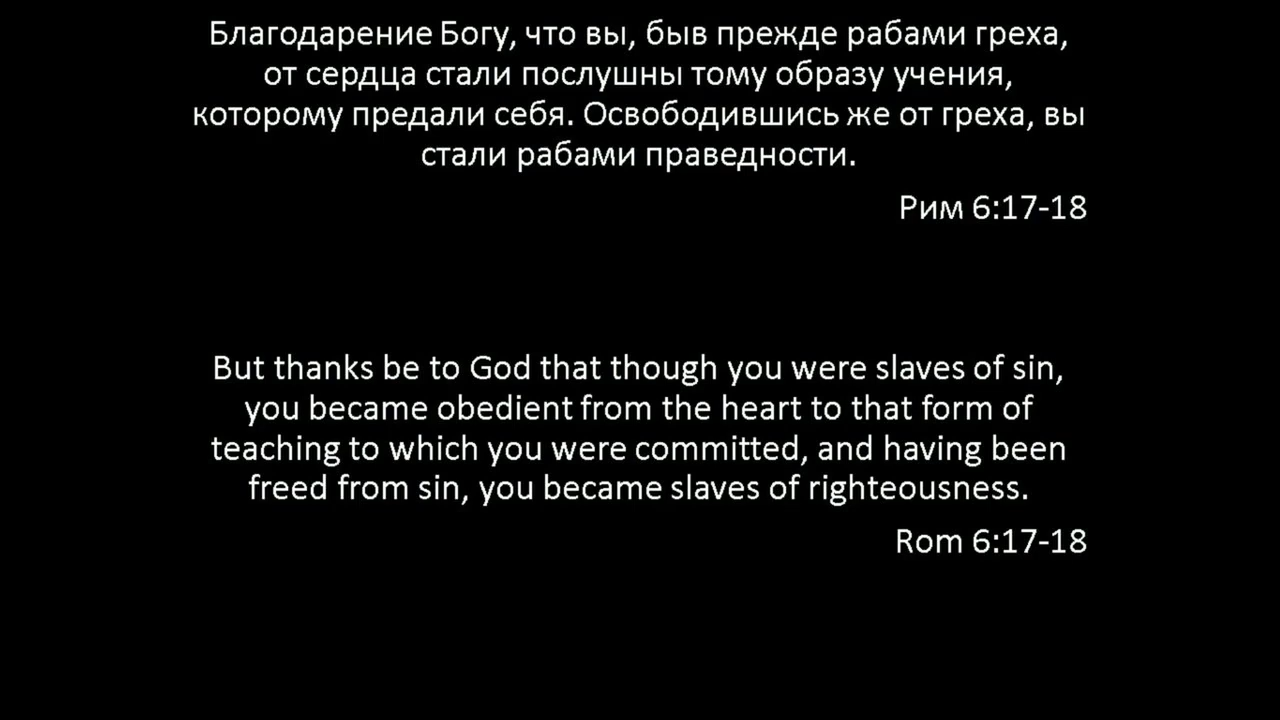 Благодарение Богу, что вы, быв прежде рабами греха,
от сердца стали послушны тому образу учения,
которому предали себя. Освободившись же от греха, вы
стали рабами праведности.
Рим 6:17-18
But thanks be to God that though you were slaves of sin,
you became obedient from the heart to that form of
teaching to which you were committed, and having been
freed from sin, you became slaves of righteousness.
Rom 6:17-18